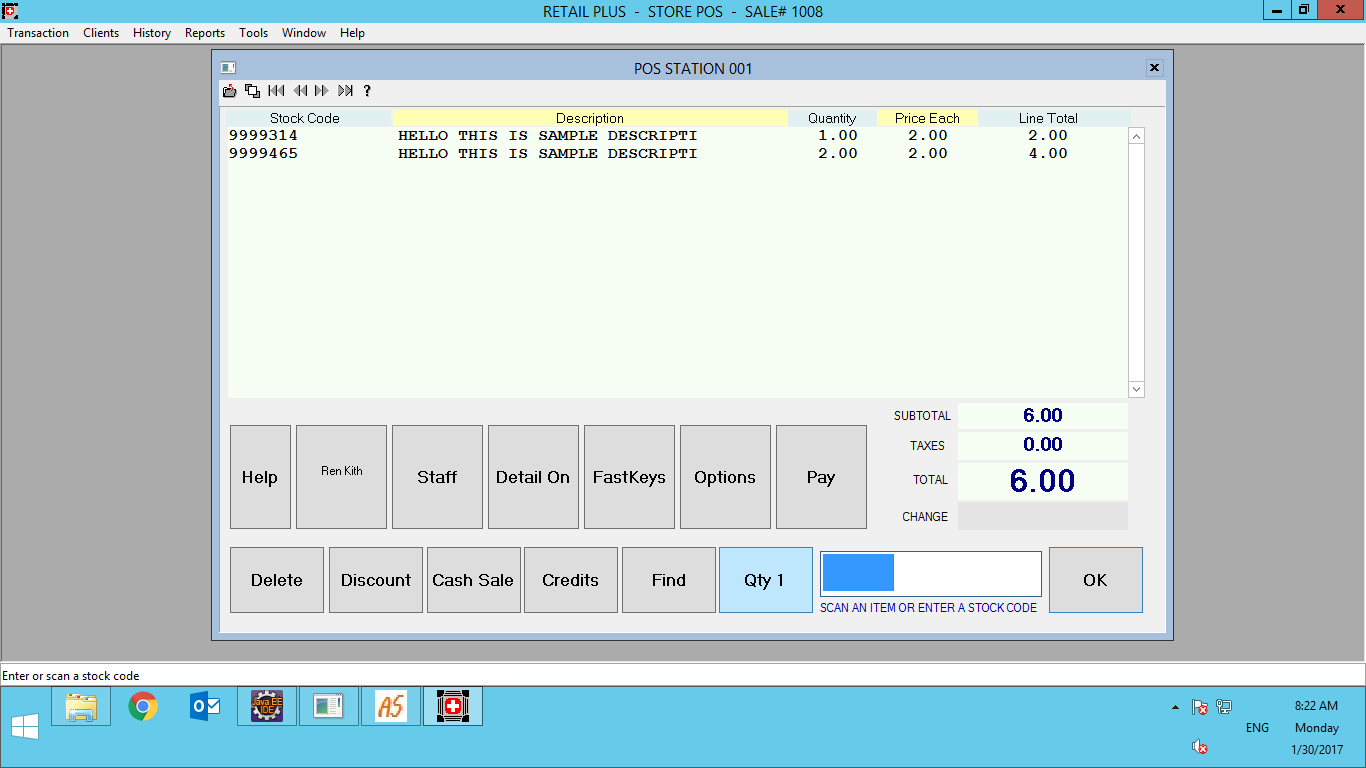 RETAIL PLUS - STORE POS - SALE# 1008
Transaction Clients History Reports Tools Window Help
POS STATION 001
?
Stock Code Description Quantity Price Each Line Total
9999314 HELLO THIS IS SAMPLE DESCRIPTI 1.00 2.00 2.00
9999465 HELLO THIS IS SAMPLE DESCRIPTI 2.00 2.00 4.00
SUBTOTAL 6.00
TAXES 0.00
TOTAL 6.00
CHANGE
Help Ren Kith Staff Detail On FastKeys Options Pay
Delete Discount Cash Sale Credits Find Qty 1 OK
SCAN AN ITEM OR ENTER A STOCK CODE
Enter or scan a stock code
Java EE
IDE
AS
8:22 AM
ENG Monday
1/30/2017